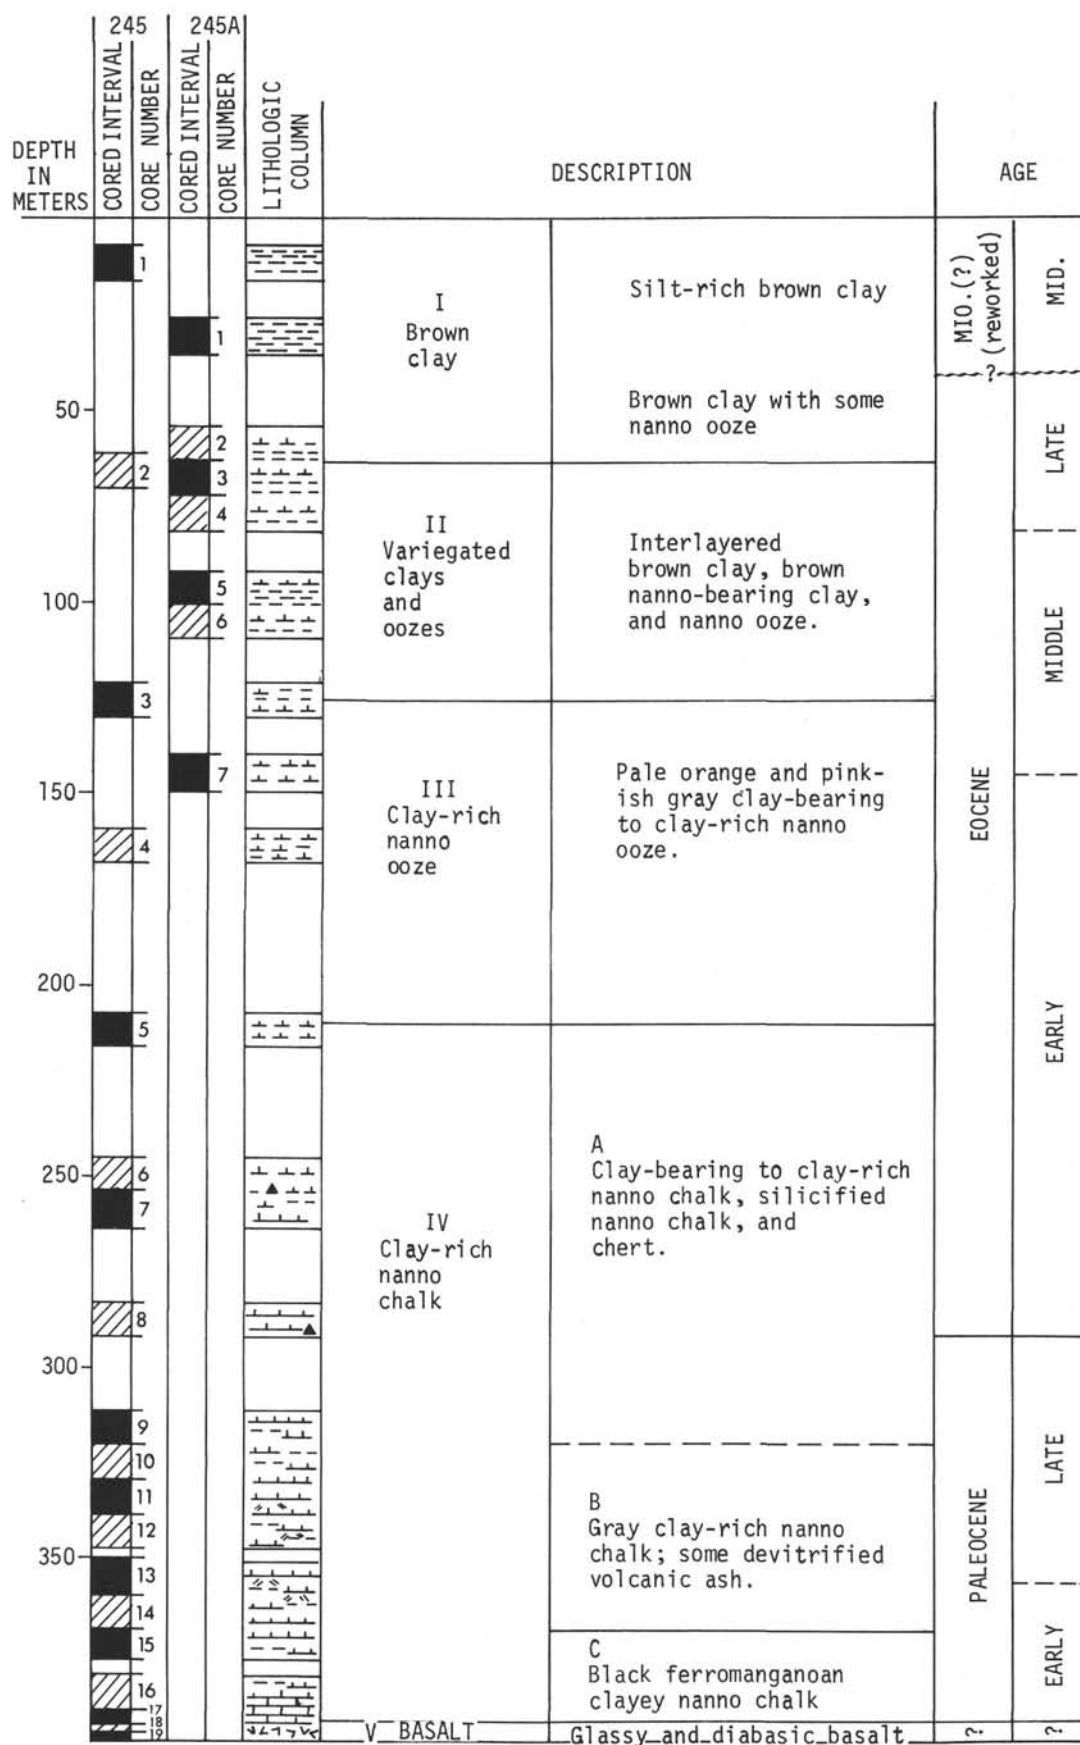 245 245A
CORED INTERVAL
CORE NUMBER
CORED INTERVAL
CORE NUMBER
LITHOLOGIC
COLUMN
DEPTH
IN
METERS
DESCRIPTION
AGE
50
100
150
200
250
300
350
1
2
3
4
5
6
7
8
9
10
11
12
13
14
15
16
17
18
19
1
2
3
4
5
6
7
I
Brown
clay
II
Variegated
clays
and
oozes
III
Clay-rich
nanno
ooze
IV
Clay-rich
nanno
chalk
V BASALT
Silt-rich brown clay
Brown clay with some
nanno ooze
Interlayered
brown clay, brown
nanno-bearing clay,
and nanno ooze.
Pale orange and pink-
ish gray clay-bearing
to clay-rich nanno
ooze.
A
Clay-bearing to clay-rich
nanno chalk, silicified
nanno chalk, and
chert.
B
Gray clay-rich nanno
chalk; some devitrified
volcanic ash.
C
Black ferromanganoan
clayey nanno chalk
Glassy and diabasic basalt
MIO.(?)
(reworked)
?
EOCENE
PALEOCENE
?
MID.
LATE
MIDDLE
EARLY
LATE
EARLY
?